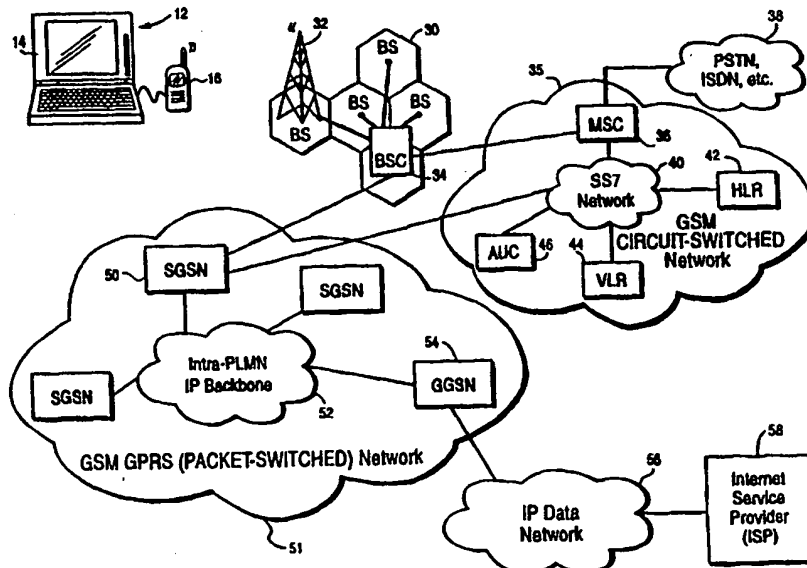 12
14
16
32
30
BS
BS
BS
BS
BSC
34
38
PSTN,
ISDN, etc.
35
MSC
36
40
42
SS7
Network
HLR
GSM
CIRCUIT-SWITCHED
Network
AUC
46
44
VLR
50
SGSN
SGSN
54
Intra-PLMN
IP Backbone
SGSN
52
GGSN
GSM GPRS (PACKET-SWITCHED) Network
51
56
58
IP Data
Network
Internet
Service
Provider
(ISP)